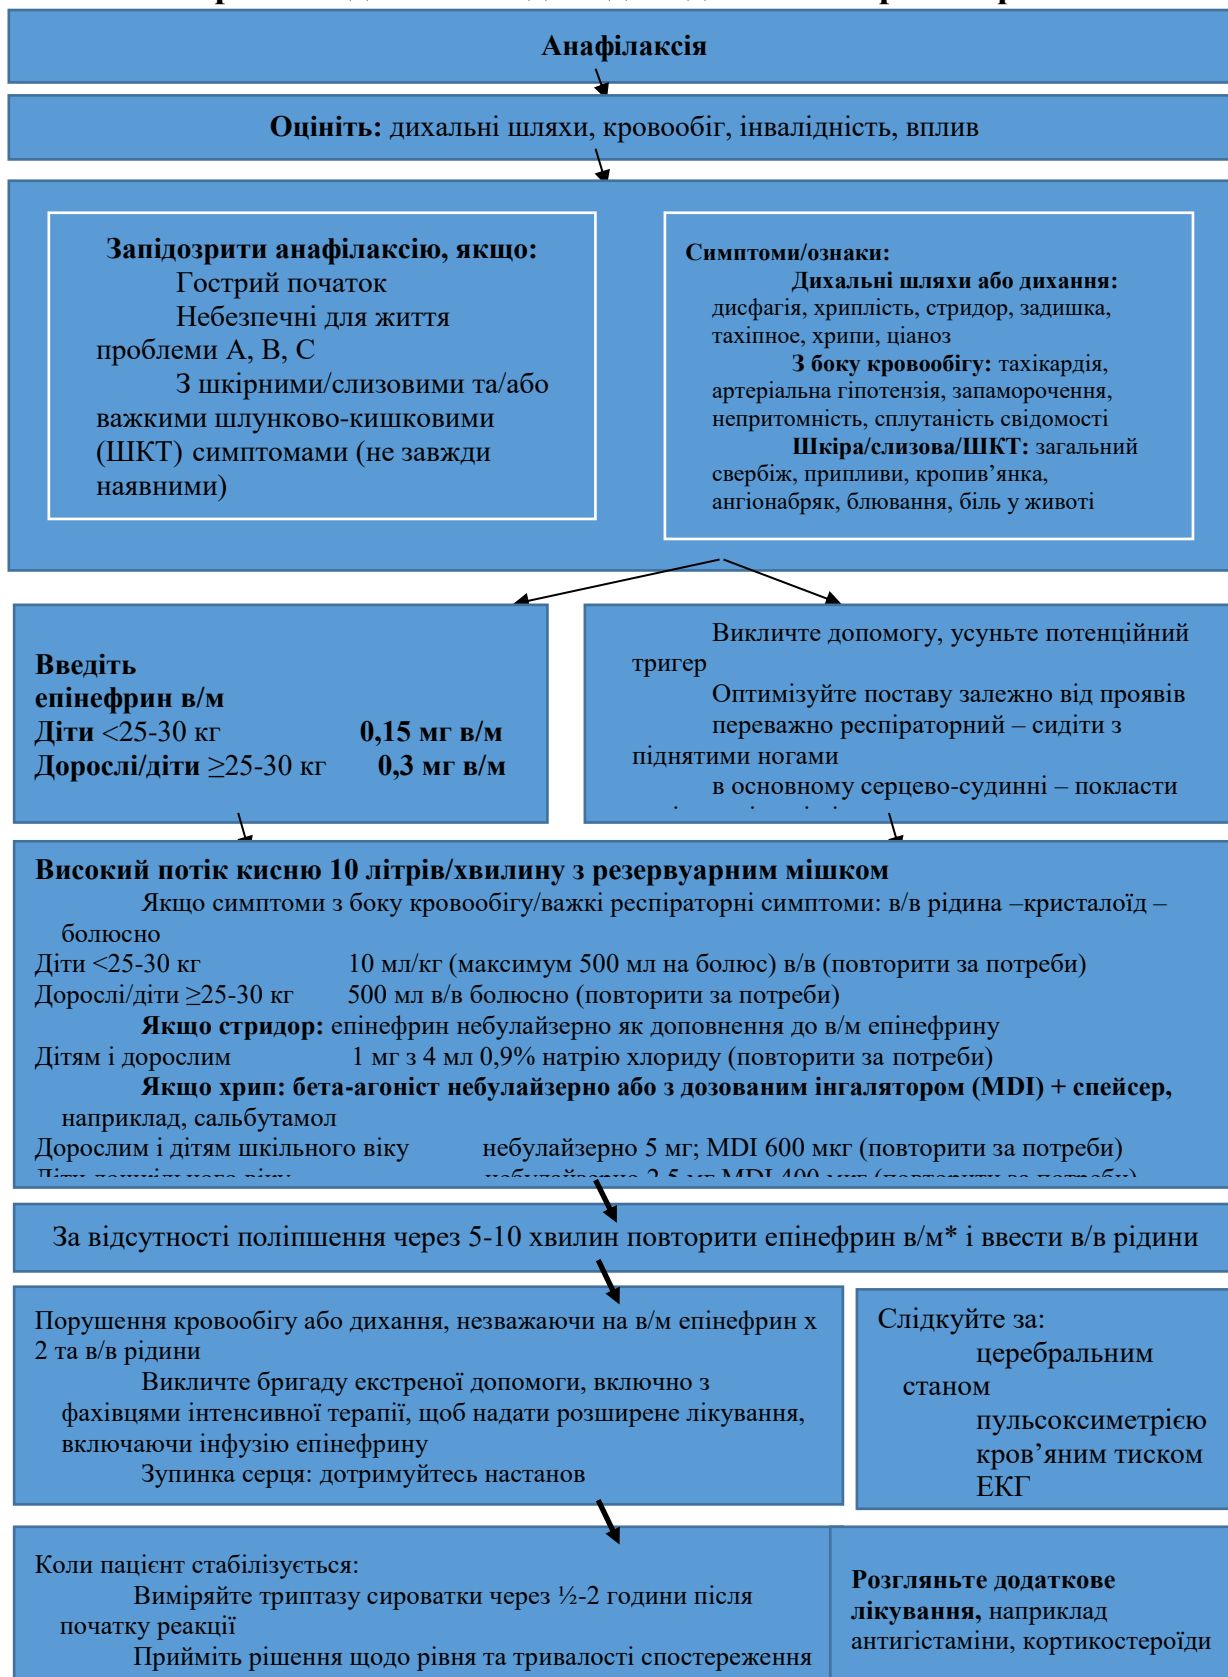 Анафілаксія
Оцініть: дихальні шляхи, кровообіг, інвалідність, вплив
Запідозрити анафілаксію, якщо:
Гострий початок
Небезпечні для життя
проблеми A, B, C
З шкірними/слизовими та/або
важкими шлунково-кишковими
(ШКТ) симптомами (не завжди
наявними)
Симптоми/ознаки:
Дихальні шляхи або дихання:
дисфагія, хриплість, стридор, задишка,
тахіпное, хрипи, ціаноз
З боку кровообігу: тахікардія,
артеріальна гіпотензія, запаморочення,
непритомність, сплутаність свідомості
Шкіра/слизова/ШКТ: загальний
свербіж, припливи, кропив’янка,
ангіонабряк, блювання, біль у животі
Введіть
епінефрин в/м
Діти <25-30 кг 0,15 мг в/м
Дорослі/діти ≥25-30 кг 0,3 мг в/м
Викличте допомогу, усуньте потенційний
тригер
Оптимізуйте поставу залежно від проявів
переважно респіраторний – сидіти з
піднятими ногами
в основному серцево-судинні – покласти
Високий потік кисню 10 літрів/хвилину з резервуарним мішком
Якщо симптоми з боку кровообігу/важкі респіраторні симптоми: в/в рідина –кристалоїд –
болюсно
Діти <25-30 кг 10 мл/кг (максимум 500 мл на болюс) в/в (повторити за потреби)
Дорослі/діти ≥25-30 кг 500 мл в/в болюсно (повторити за потреби)
Якщо стридор: епінефрин небулайзерно як доповнення до в/м епінефрину
Дітям і дорослим 1 мг з 4 мл 0,9% натрію хлориду (повторити за потреби)
Якщо хрип: бета-агоніст небулайзерно або з дозованим інгалятором (MDI) + спейсер,
наприклад, сальбутамол
Дорослим і дітям шкільного віку небулайзерно 5 мг; MDI 600 мкг (повторити за потреби)
Діти дошкільного віку небулайзерно 2,5 мг MDI 400 мкг (повторити за потреби)
За відсутності поліпшення через 5-10 хвилин повторити епінефрин в/м* і ввести в/в рідини
Порушення кровообігу або дихання, незважаючи на в/м епінефрин x
2 та в/в рідини
Викличте бригаду екстреної допомоги, включно з
фахівцями інтенсивної терапії, щоб надати розширене лікування,
включаючи інфузію епінефрину
Зупинка серця: дотримуйтесь настанов
Слідкуйте за:
церебральним
станом
пульсоксиметрією
кров’яним тиском
ЕКГ
Коли пацієнт стабілізується:
Виміряйте триптазу сироватки через ½-2 години після
початку реакції
Прийміть рішення щодо рівня та тривалості спостереження
Розгляньте додаткове
лікування, наприклад
антигістаміни, кортикостероїди